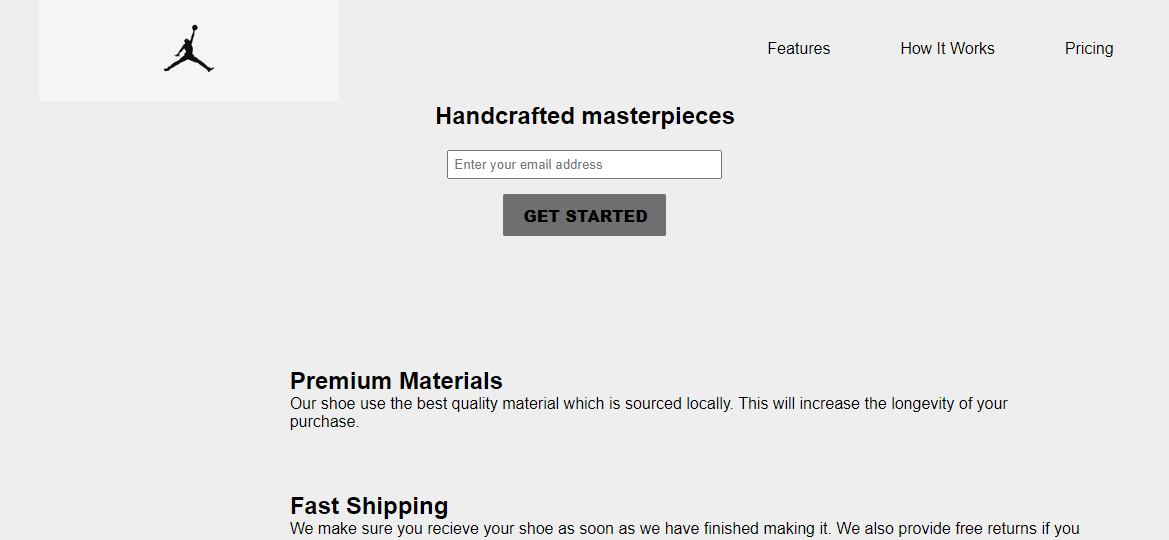 Features How It Works Pricing
Handcrafted masterpieces
Enter your email address
GET STARTED
Premium Materials
Our shoe use the best quality material which is sourced locally. This will increase the longevity of your
purchase.
Fast Shipping
We make sure you recieve your shoe as soon as we have finished making it. We also provide free returns if you